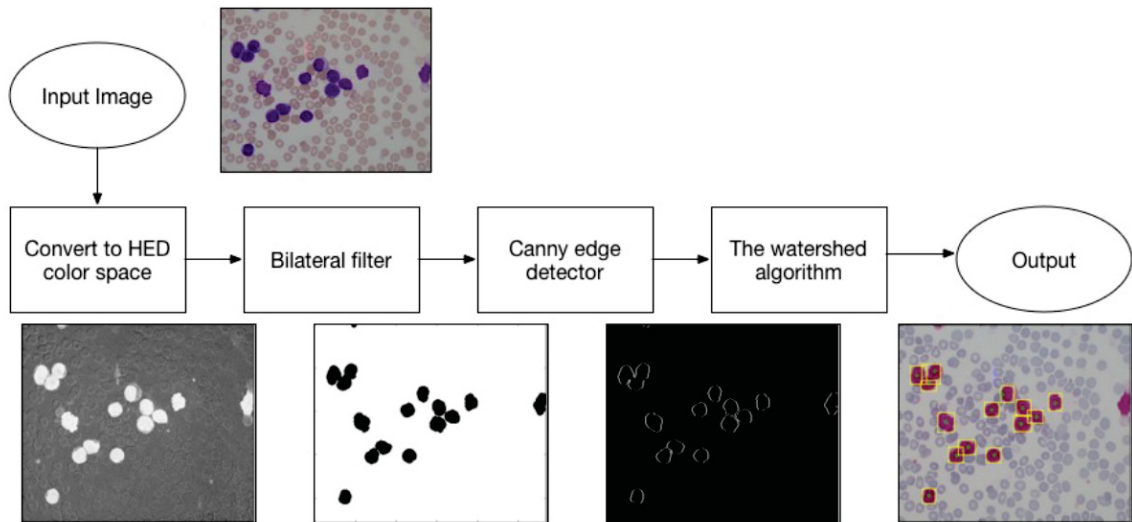 Input Image
Convert to HED
color space
Bilateral filter
Canny edge
detector
The watershed
algorithm
Output